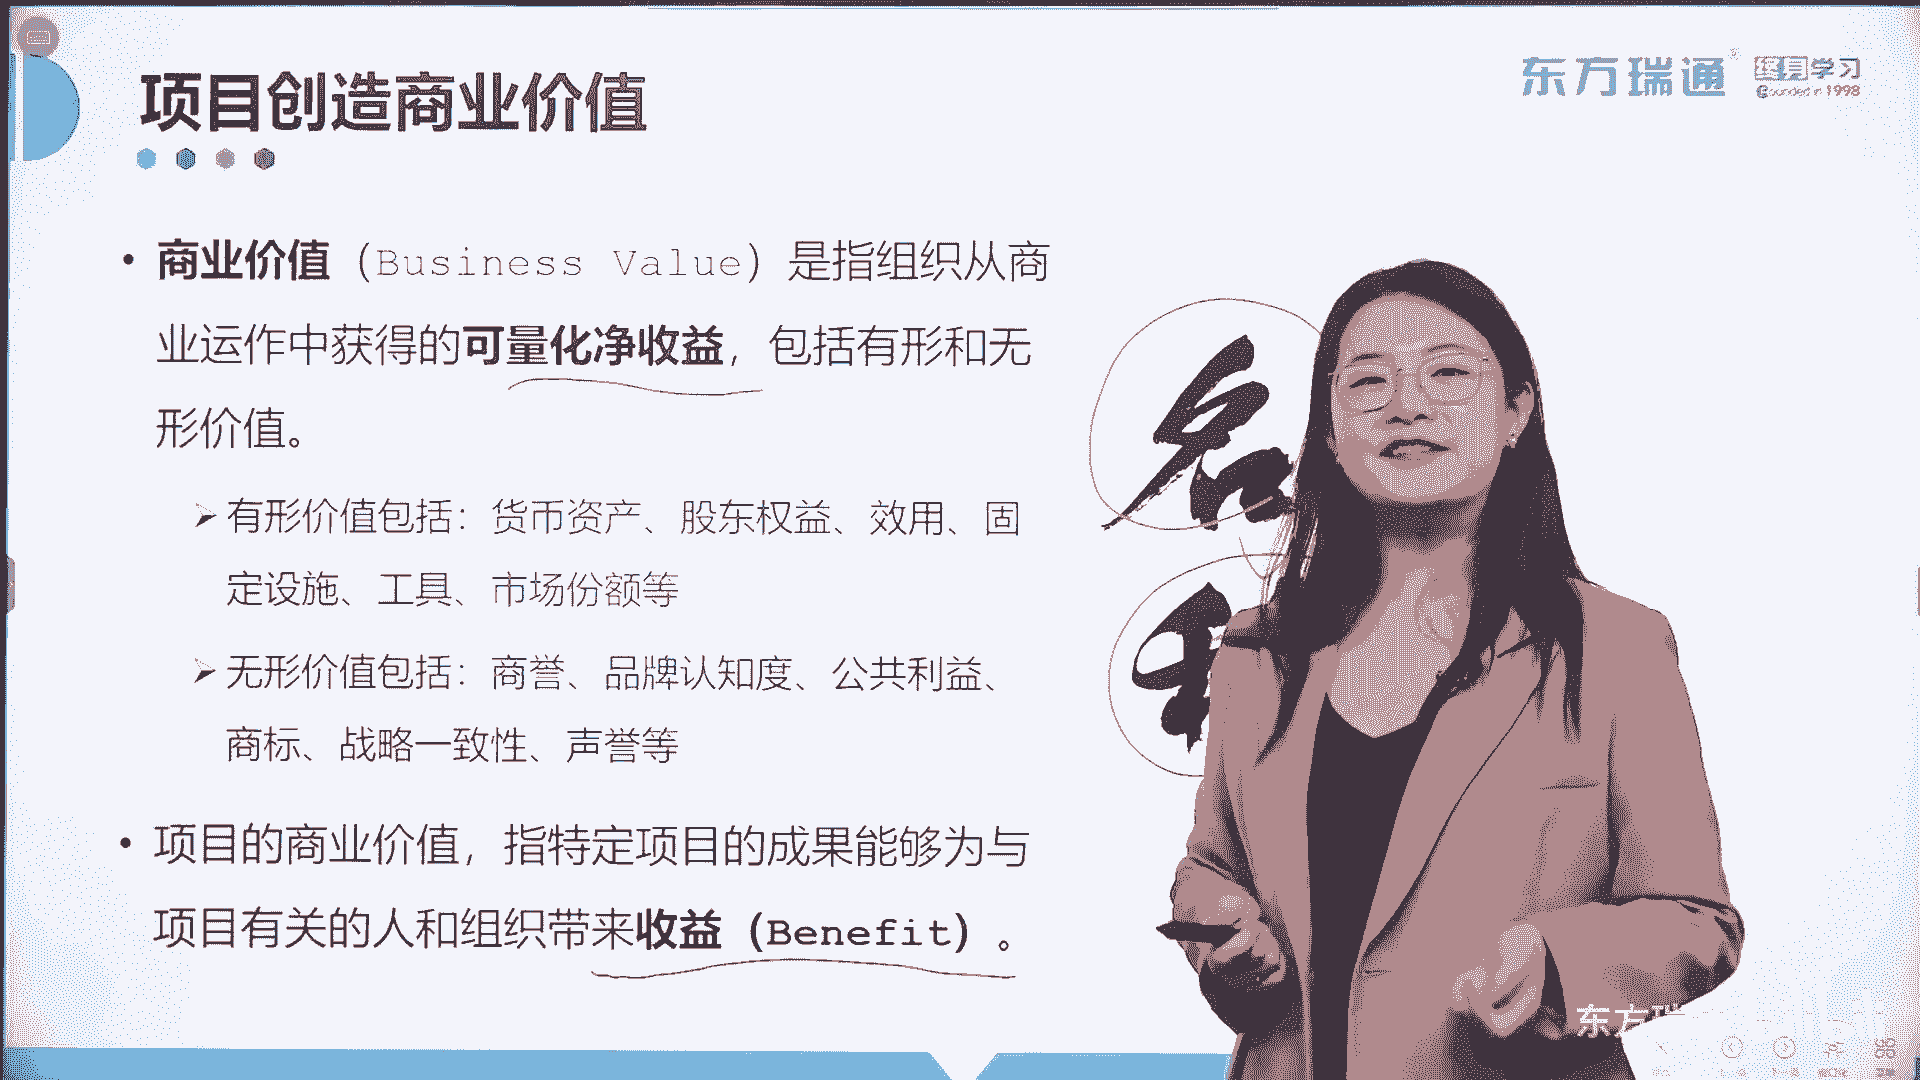 项目创造商业价值
东方瑞通
终身学习
Founded in 1998
• 商业价值（Business Value）是指组织从商
业运作中获得的可量化净收益，包括有形和无
形价值。
➢ 有形价值包括：货币资产、股东权益、效用、固
定设施、工具、市场份额等
➢ 无形价值包括：商誉、品牌认知度、公共利益、
商标、战略一致性、声誉等
• 项目的商业价值，指特定项目的成果能够为与
项目有关的人和组织带来收益（Benefit）。
名
利
东方